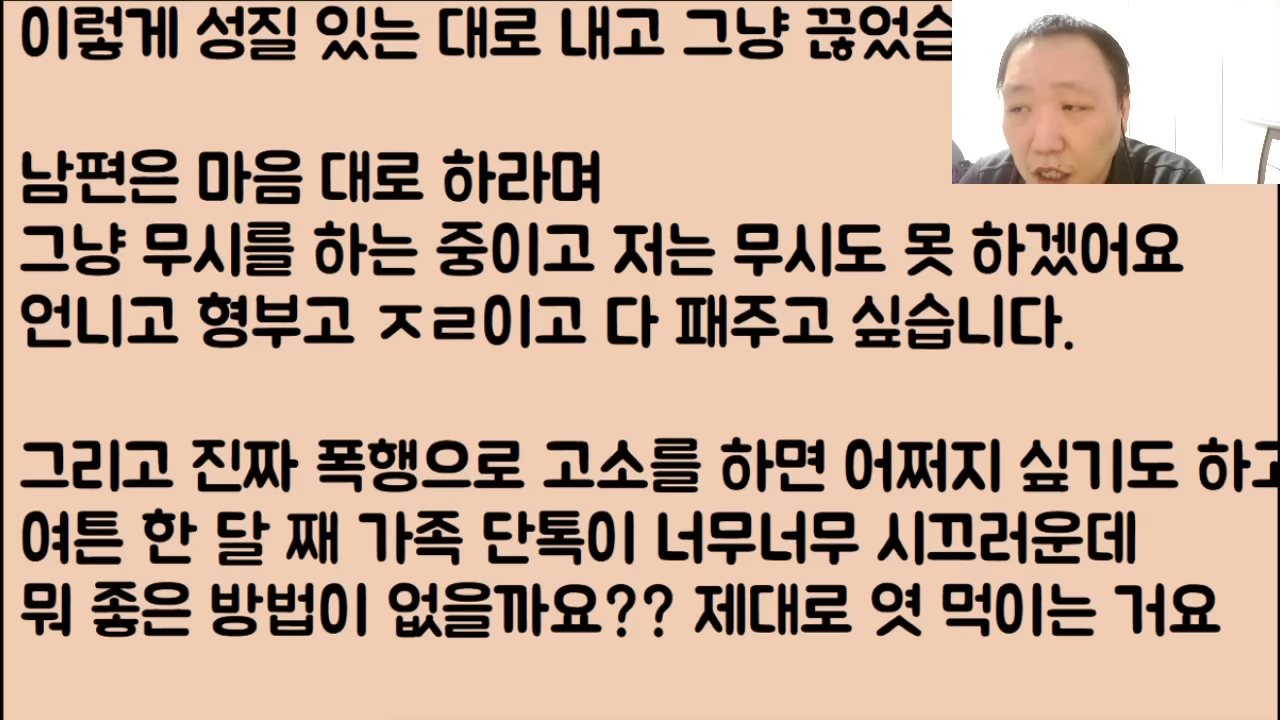 이렇게 성질 있는 대로 내고 그냥
남편은 마음 대로 하라며
그냥 무시를 하는 중이고 저는 무시도 못 하겠어요
언니고 형부고 ㅈㄹ이고 다 패주고 싶습니다.
그리고 진짜 폭행으로 고소를 하면 어쩌지 싶기도 하고
여튼 한 달 째 가족 단톡이 너무너무 시끄러운데
뭐 좋은 방법이 없을까요?? 제대로 엿 먹이는 거요